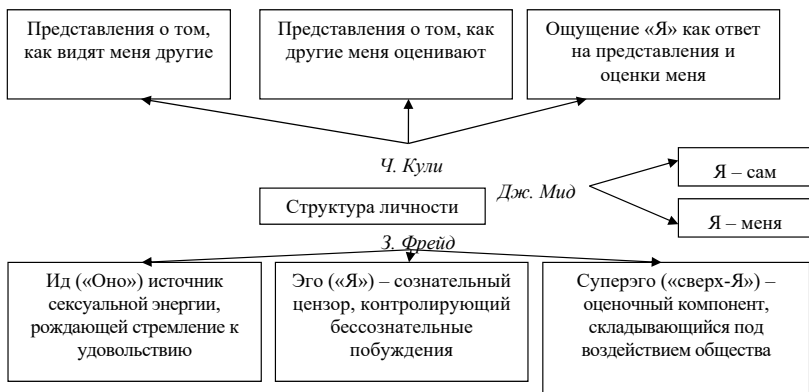 Представления о том,
как видят меня другие
Представления о том, как
другие меня оценивают
Ощущение «Я» как ответ
на представления и
оценки меня
Ч. Кули
Дж. Мид
Я – сам
Я – меня
Структура личности
З. Фрейд
Ид («Оно») источник
сексуальной энергии,
рождающей стремление к
удовольствию
Эго («Я») – сознательный
цензор, контролирующий
бессознательные
побуждения
Суперэго («сверх-Я») –
оценочный компонент,
складывающийся под
воздействием общества